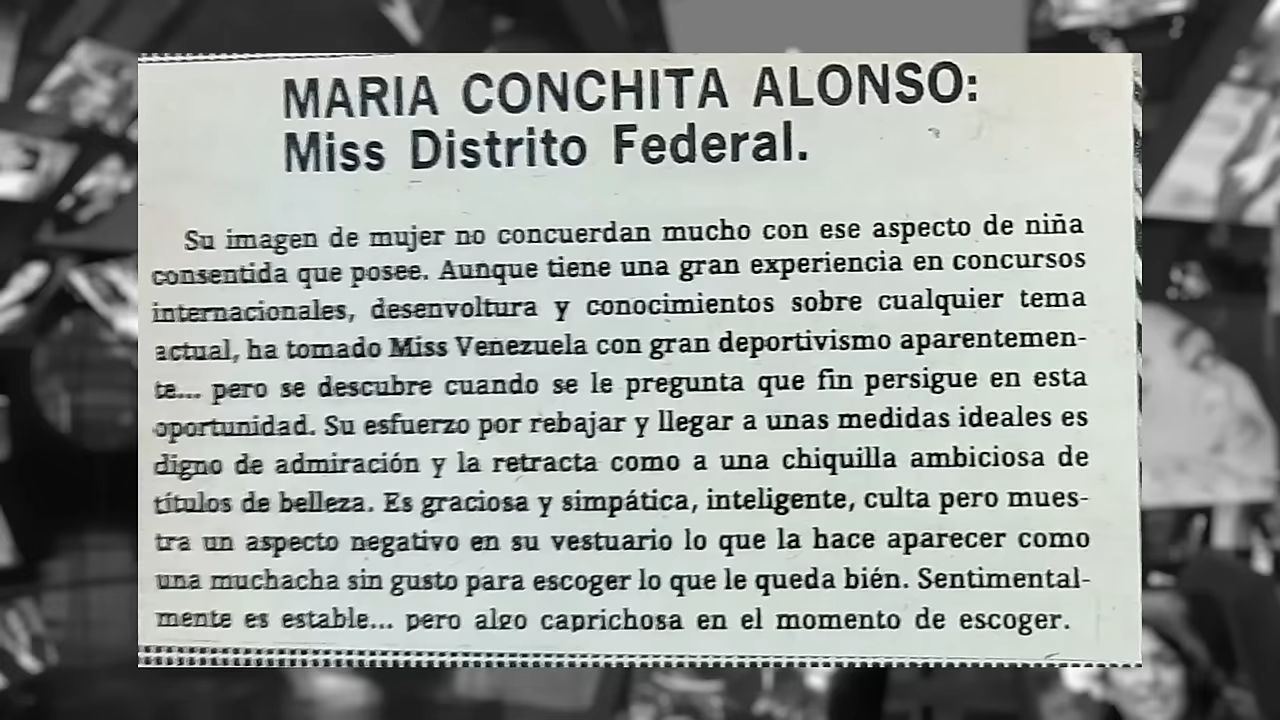 MARIA CONCHITA ALONSO:
Miss Distrito Federal.
Su imagen de mujer no concuerdan mucho con ese aspecto de niña
consentida que posee. Aunque tiene una gran experiencia en concursos
internacionales, desenvoltura y conocimientos sobre cualquier tema
actual, ha tomado Miss Venezuela con gran deportivismo aparentemen-
te... pero se descubre cuando se le pregunta que fin persigue en esta
oportunidad. Su esfuerzo por rebajar y llegar a unas medidas ideales es
digno de admiración y la retracta como a una chiquilla ambiciosa de
títulos de belleza. Es graciosa y simpática, inteligente, culta pero mues-
tra un aspecto negativo en su vestuario lo que la hace aparecer como
una muchacha sin gusto para escoger lo que le queda bién. Sentimental-
mente es estable... pero algo caprichosa en el momento de escoger.